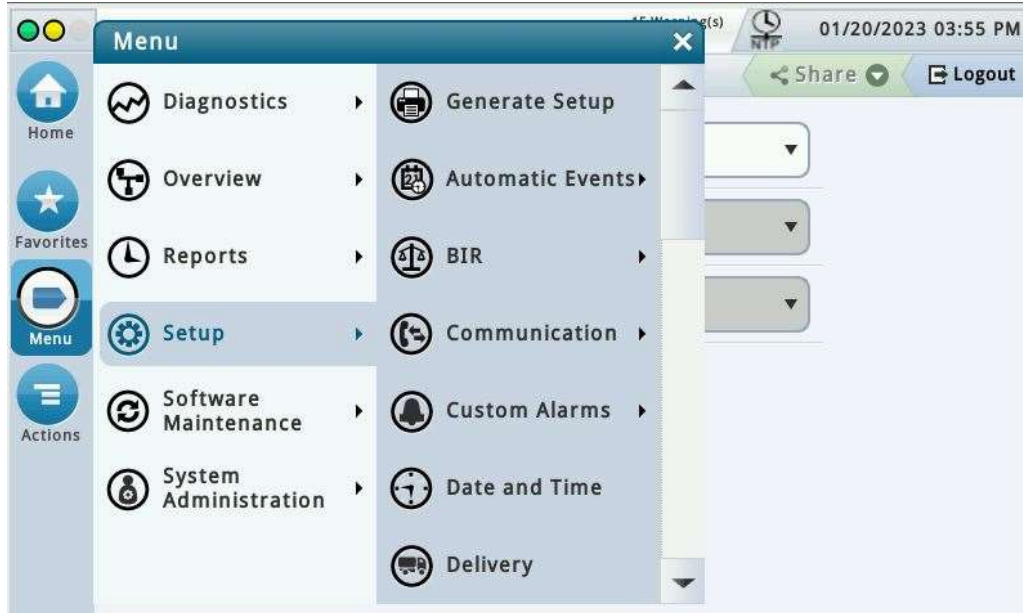 01/20/2023 03:55 PM
NTP
Menu
Share
Logout
Home
Favorites
Menu
Actions
Diagnostics
Overview
Reports
Setup
Software
Maintenance
System
Administration
Generate Setup
Automatic Events
BIR
Communication
Custom Alarms
Date and Time
Delivery